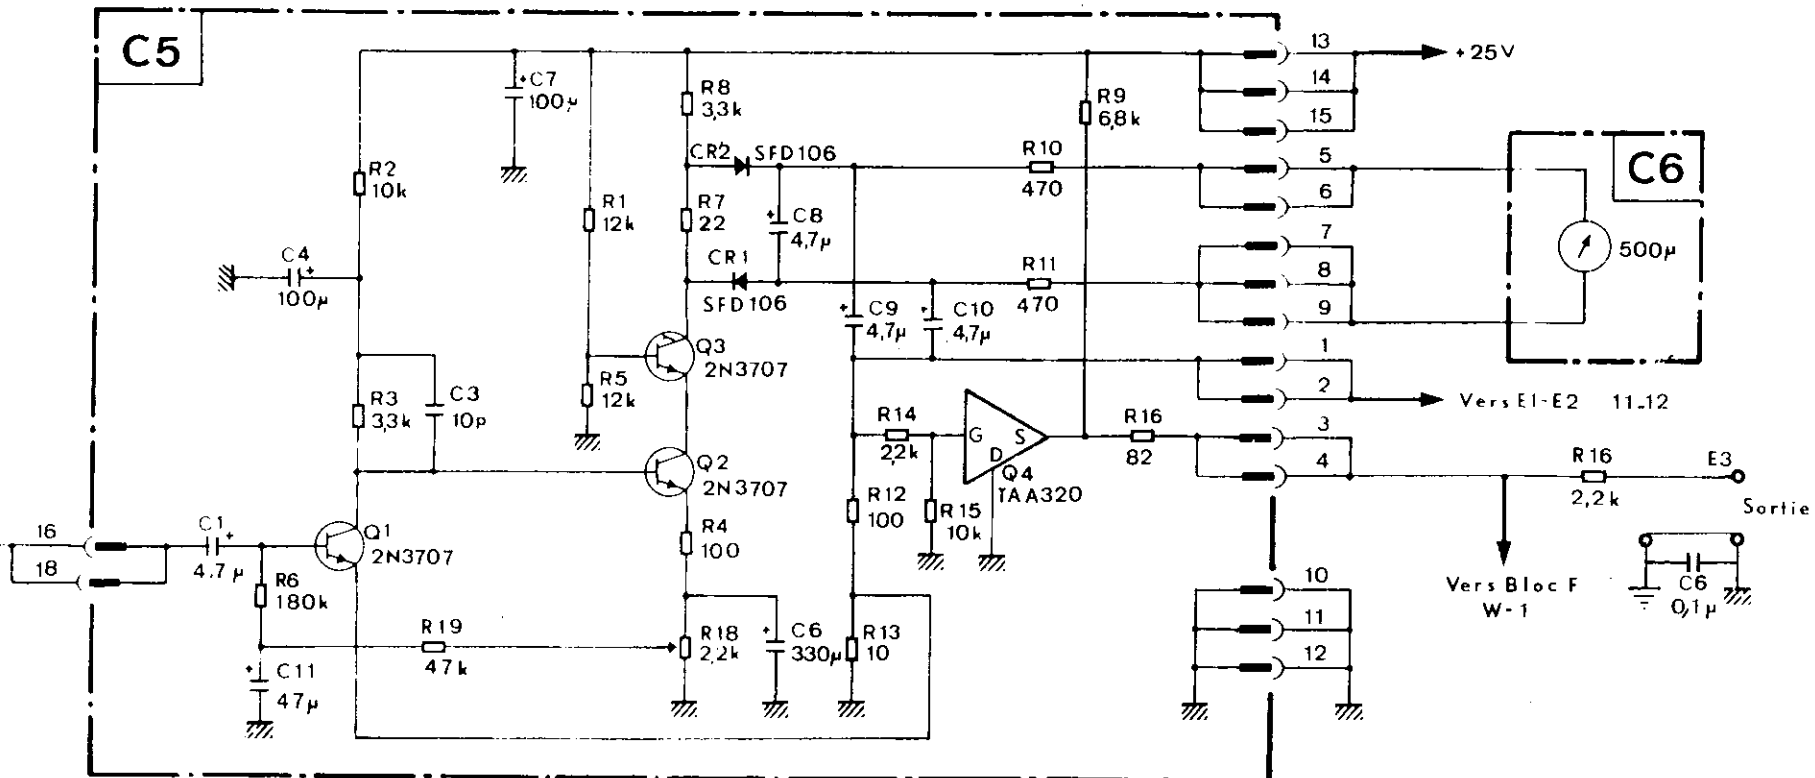 C5
C7
100µ
R8
3,3k
R9
6,8k
13
14
15
+25V
CR2
SFD106
R10
470
5
6
C6
R2
10k
R1
12k
R7
22
C8
4,7µ
7
8
9
500µ
C4
100µ
CR1
SFD106
R11
470
C9
4,7µ
C10
4,7µ
Q3
2N3707
1
2
Vers E1-E2 11-12
R3
3,3k
C3
10p
R5
12k
R14
2,2k
G
S
D
Q4
TAA320
R16
82
3
4
R16
2,2k
E3
Sortie
Q2
2N3707
16
18
C1
4,7µ
Q1
2N3707
R4
100
R12
100
R15
10k
R6
180k
10
11
12
Vers Bloc F
W-1
C6
0,1µ
R19
47k
R18
2,2k
C6
330µ
R13
10
C11
47µ